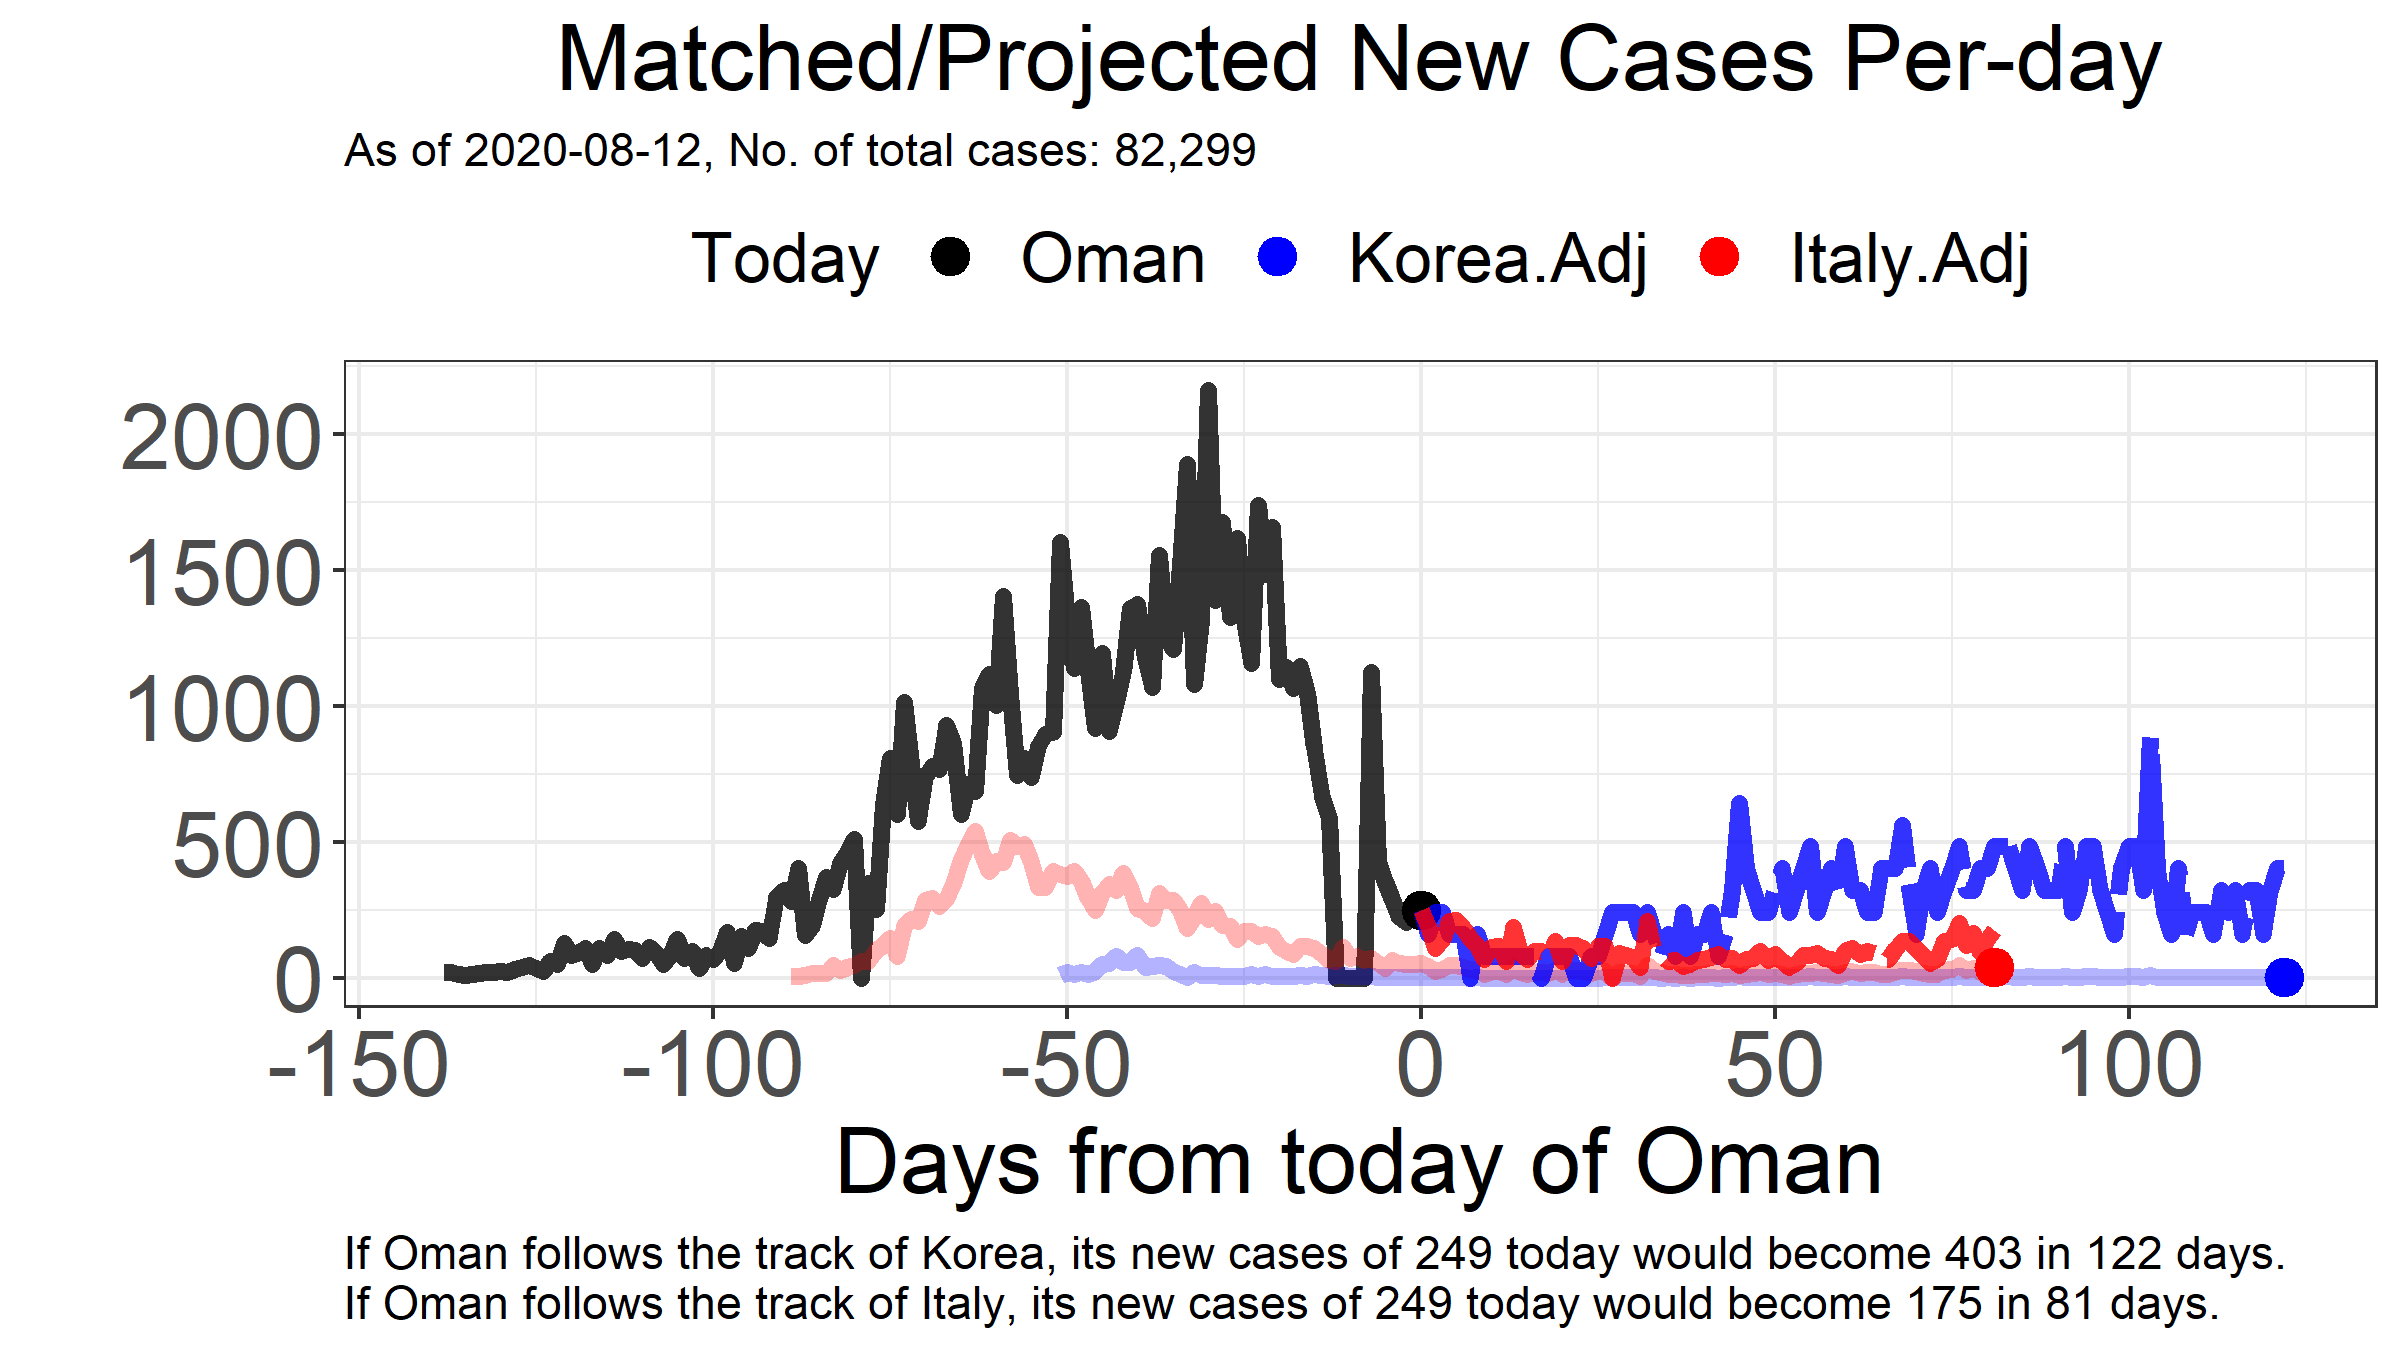 Matched/Projected New Cases Per-day
As of 2020-08-12, No. of total cases: 82,299
Today Oman Korea.Adj Italy.Adj
2000
1500
1000
500
0
-150 -100 -50 0 50 100
Days from today of Oman
If Oman follows the track of Korea, its new cases of 249 today would become 403 in 122 days.
If Oman follows the track of Italy, its new cases of 249 today would become 175 in 81 days.